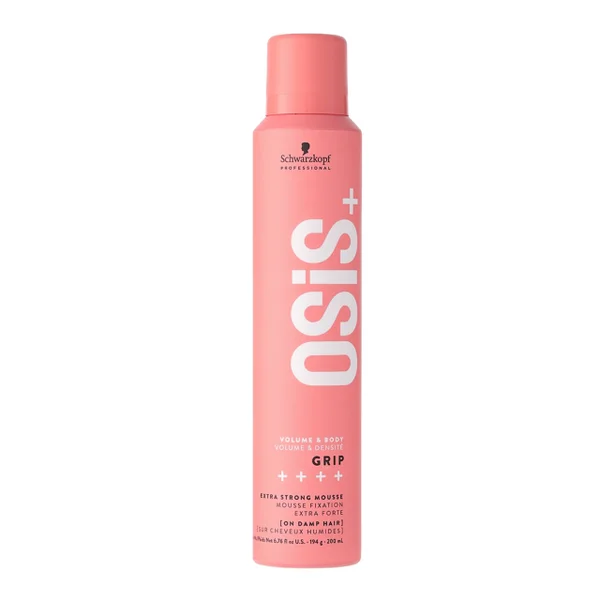 Schwarzkopf
PROFESSIONAL
OSiS+
VOLUME & BODY
VOLUME & DENSITÉ
GRIP
++++
EXTRA STRONG MOUSSE
MOUSSE FIXATION
EXTRA FORTE
[ON DAMP HAIR]
[SUR CHEVEUX HUMIDES]
6.76 fl oz U.S. - 194 g - 200 mL